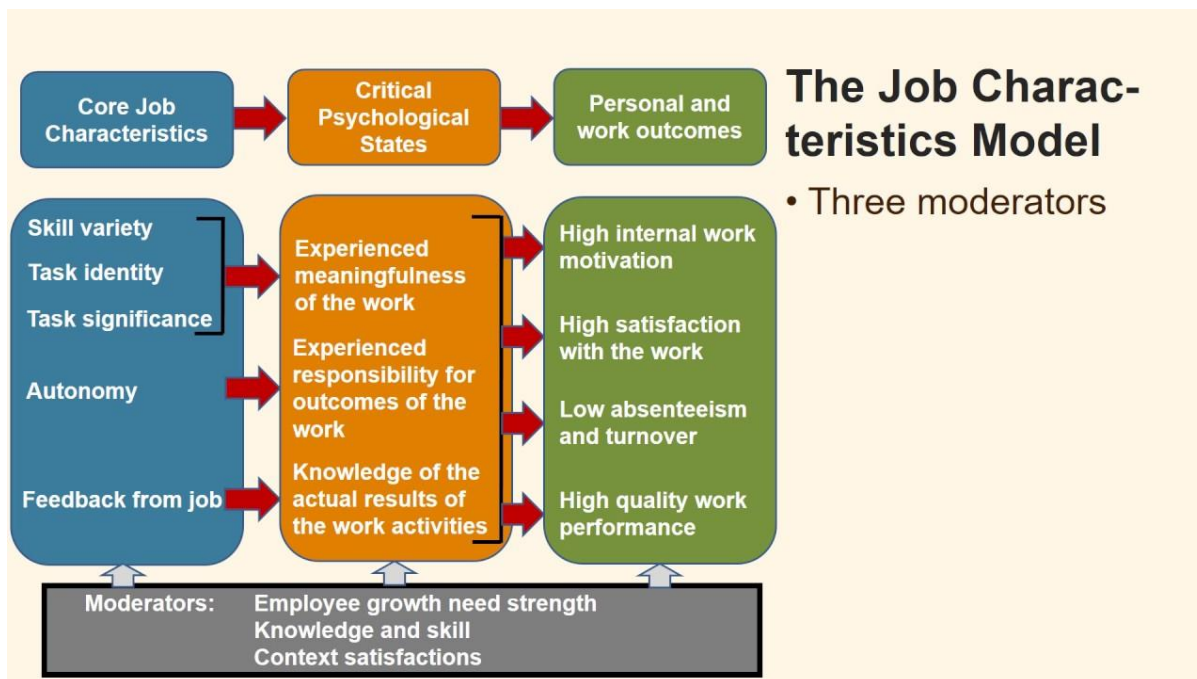 Core Job
Characteristics
Critical
Psychological
States
Personal and
work outcomes
The Job Charac-
teristics Model
• Three moderators
Skill variety
Task identity
Task significance
Autonomy
Feedback from job
Experienced
meaningfulness
of the work
Experienced
responsibility for
outcomes of the
work
Knowledge of the
actual results of
the work activities
High internal work
motivation
High satisfaction
with the work
Low absenteeism
and turnover
High quality work
performance
Moderators: Employee growth need strength
Knowledge and skill
Context satisfactions